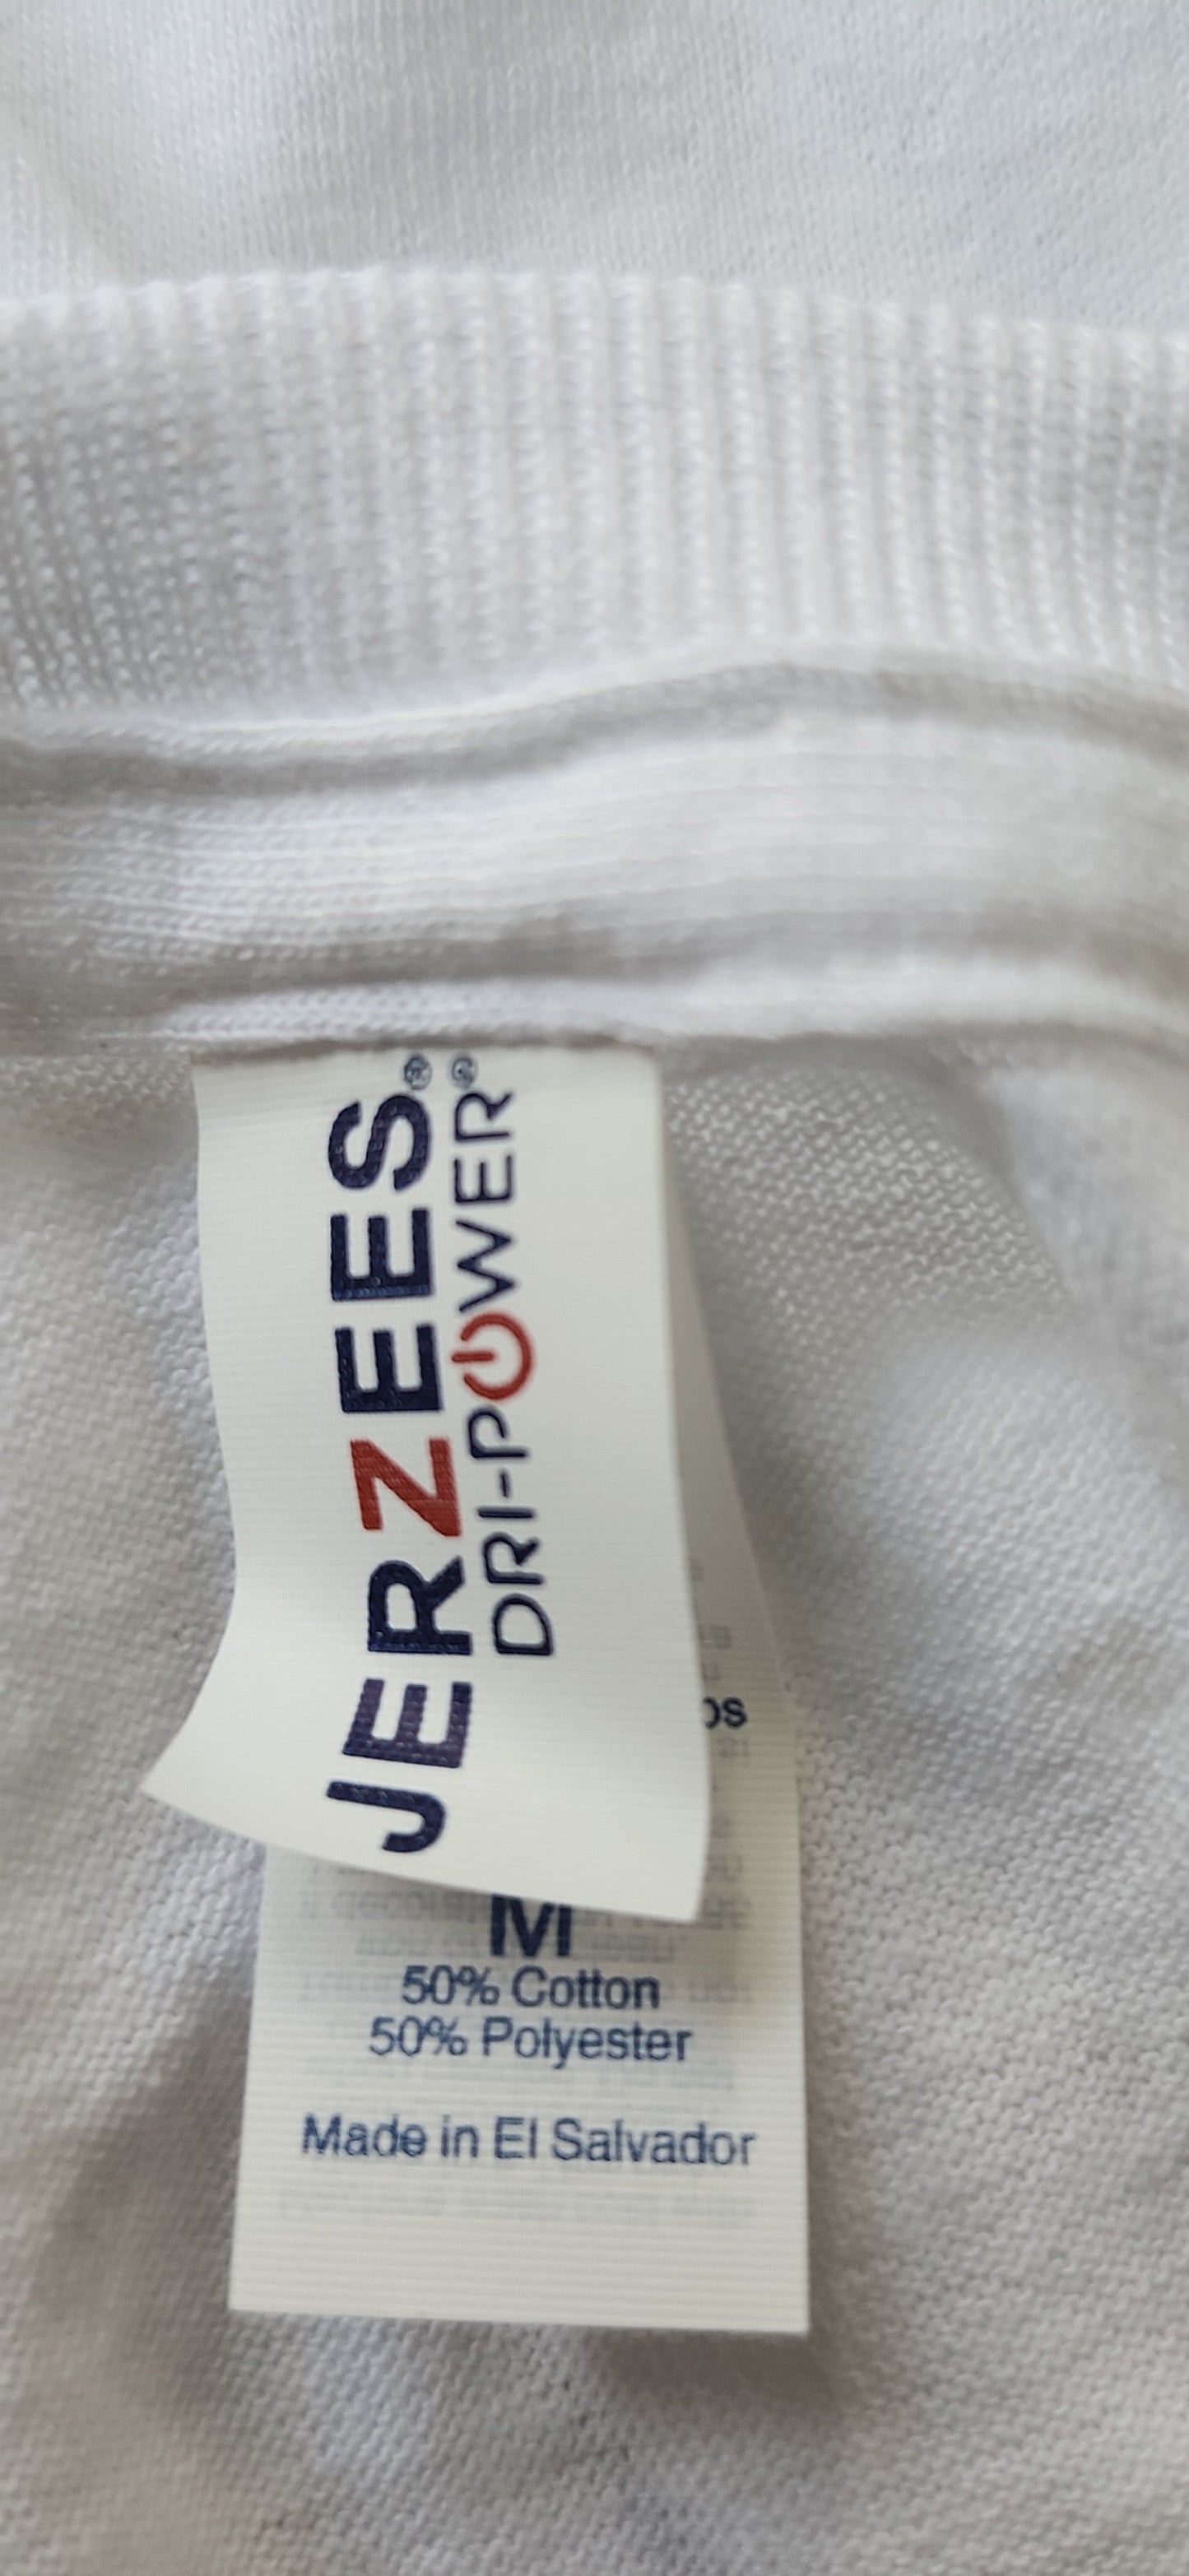 JERZEES®
DRI-POWER®
M
50% Cotton
50% Polyester
Made in El Salvador